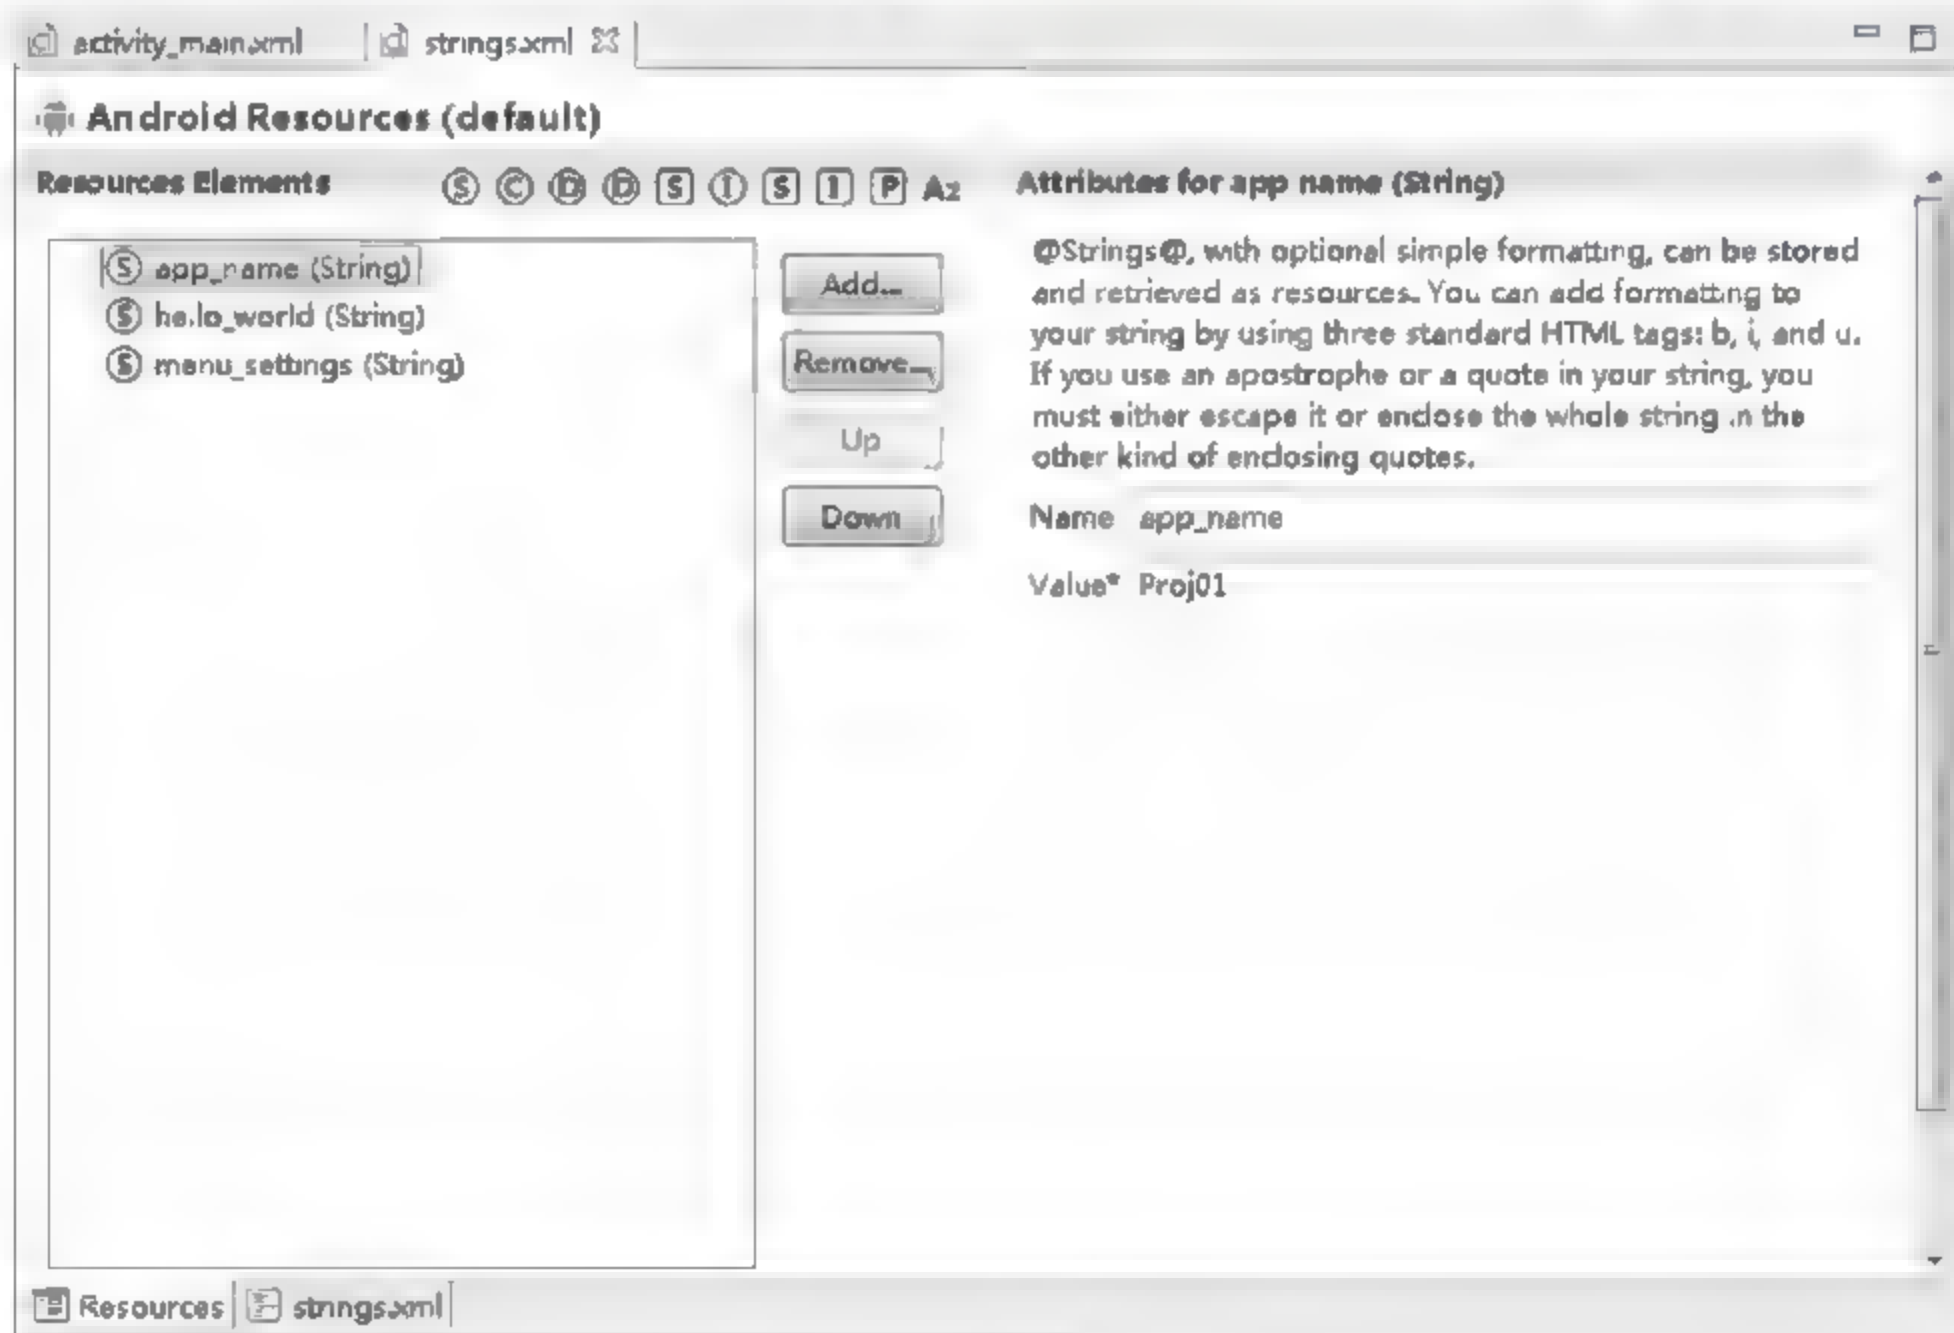 activity_main.xml
strings.xml
Android Resources (default)
Resources Elements
S C D D S I S I P Az
app_name (String)
hello_world (String)
menu_settings (String)
Add...
Remove...
Up
Down
Attributes for app name (String)
@Strings@, with optional simple formatting, can be stored
and retrieved as resources. You can add formatting to
your string by using three standard HTML tags: b, i, and u.
If you use an apostrophe or a quote in your string, you
must either escape it or enclose the whole string in the
other kind of enclosing quotes.
Name app_name
Value* Proj01
Resources
strings.xml